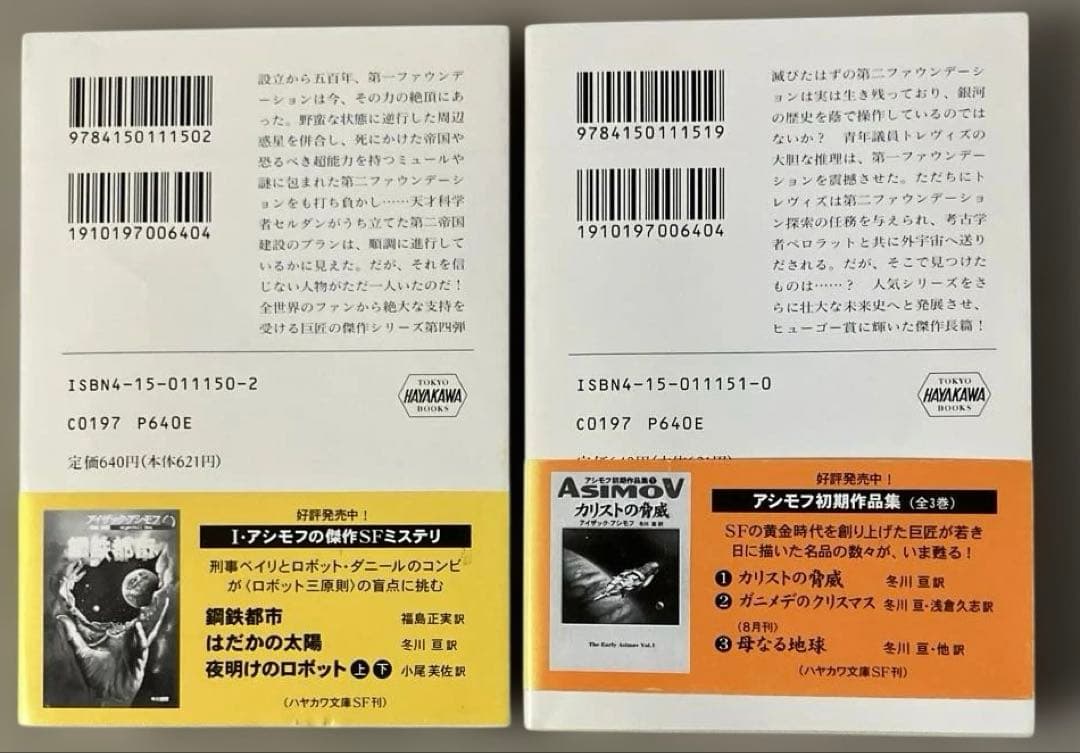 9784150111502
1910197006404
設立から五百年、第一ファウンデ
ーションは今、その力の絶頂にあ
った。野蛮な状態に逆行した周辺
惑星を併合し、死にかけた帝国や
恐るべき超能力を持つミュールや
謎に包まれた第二ファウンデーシ
ョンをも打ち負かし……天才科学
者セルダンがうち立てた第二帝国
建設のプランは、順調に進行して
いるかに見えた。だが、それを信
じない人物がただ一人いたのだ！
全世界のファンから絶大な支持を
受ける巨匠の傑作シリーズ第四弾
ISBN4-15-011150-2
C0197 P640E
定価640円(本体621円)
TOKYO
HAYAKAWA
BOOKS
アイザック・アシモフ
鋼鉄都市
好評発売中！
I・アシモフの傑作SFミステリ
刑事ベイリとロボット・ダニールのコンビ
が〈ロボット三原則〉の盲点に挑む
鋼鉄都市 福島正実訳
はだかの太陽 冬川 亘訳
夜明けのロボット上下 小尾芙佐訳
(ハヤカワ文庫SF刊)
9784150111519
1910197006404
滅びたはずの第二ファウンデーシ
ョンは実は生き残っており、銀河
の歴史を蔭で操作しているのでは
ないか？ 青年議員トレヴィズの
大胆な推理は、第一ファウンデー
ションを震撼させた。ただちにト
レヴィズは第二ファウンデーショ
ン探索の任務を与えられ、考古学
者ペロラットと共に外宇宙へ送り
だされる。だが、そこで見つけた
ものは……？ 人気シリーズをさ
らに壮大な未来史へと発展させ、
ヒューゴー賞に輝いた傑作長篇！
ISBN4-15-011151-0
C0197 P640E
TOKYO
HAYAKAWA
BOOKS
アシモフ初期作品集❶
ASIMOV
カリストの脅威
アイザック・アシモフ 冬川 亘 訳
The Early Asimov Vol.1
好評発売中！
アシモフ初期作品集(全3巻)
SFの黄金時代を創り上げた巨匠が若き
日に描いた名品の数々が、いま甦る！
❶ カリストの脅威 冬川 亘訳
❷ ガニメデのクリスマス 冬川 亘・浅倉久志訳
(8月刊)
❸ 母なる地球 冬川 亘・他 訳
(ハヤカワ文庫SF刊)